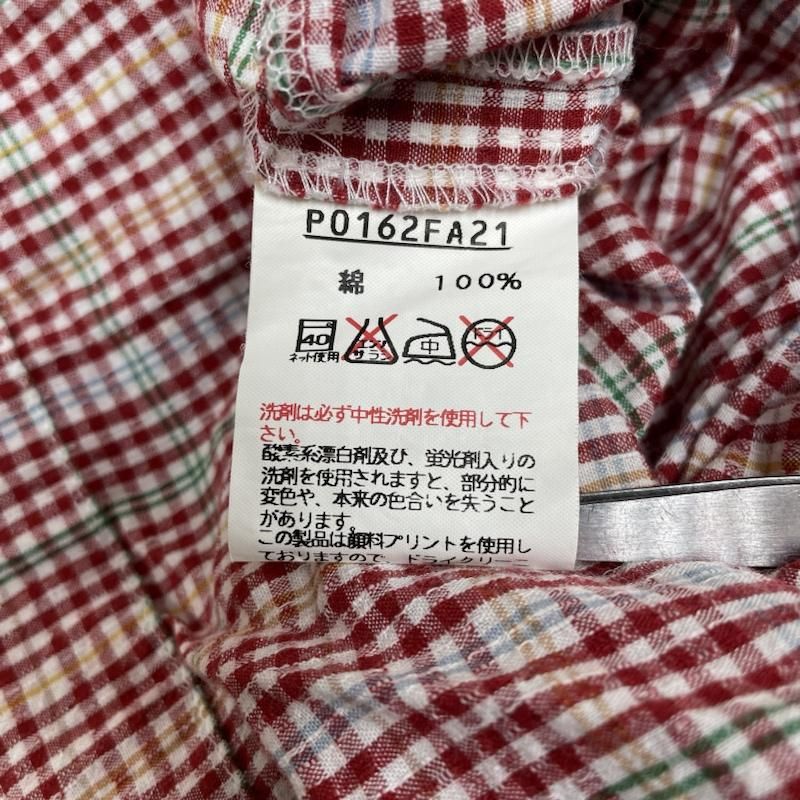 P0162FA21
綿 100%
40 エンソ サラシ 中 ドライ
ネット使用
洗剤は必ず中性洗剤を使用して下
さい。
酸素系漂白剤及び、蛍光剤入りの
洗剤を使用されますと、部分的に
変色や、本来の色合いを失うこと
があります。
この製品は顔料プリントを使用し
ておりますので、ドライクリーニ